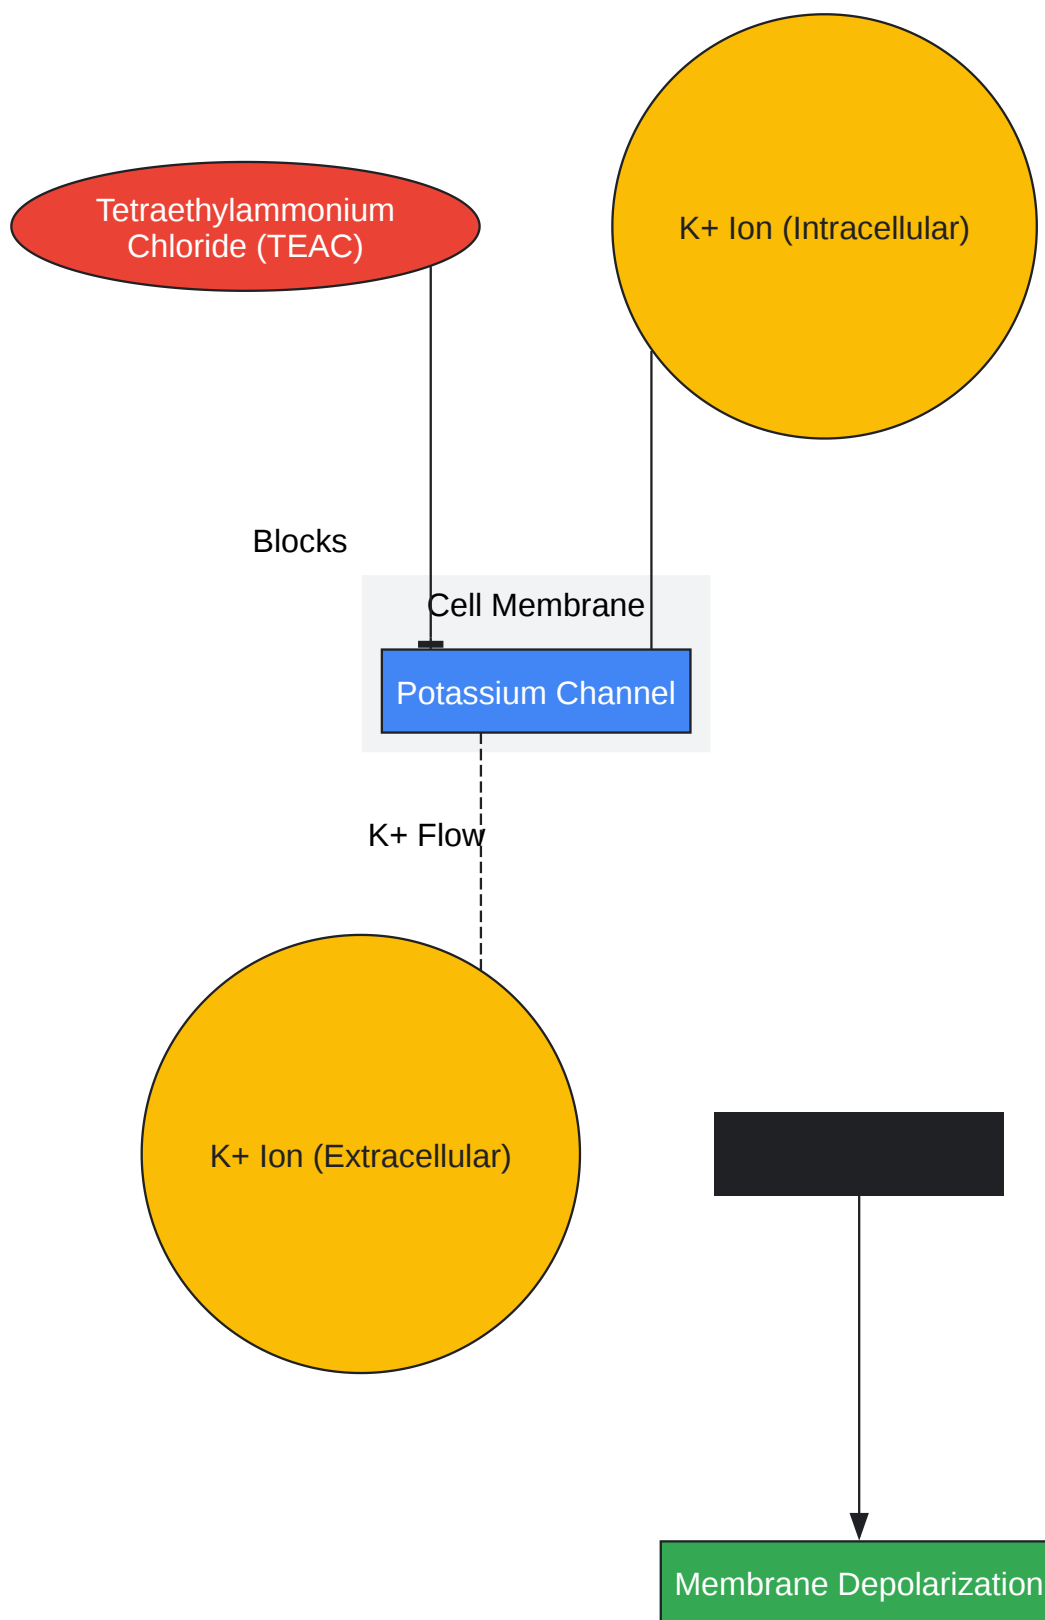 Tetraethylammonium
Chloride (TEAC)
K+ Ion (Intracellular)
Blocks
Cell Membrane
Potassium Channel
K+ Flow
K+ Ion (Extracellular)
Membrane Depolarization